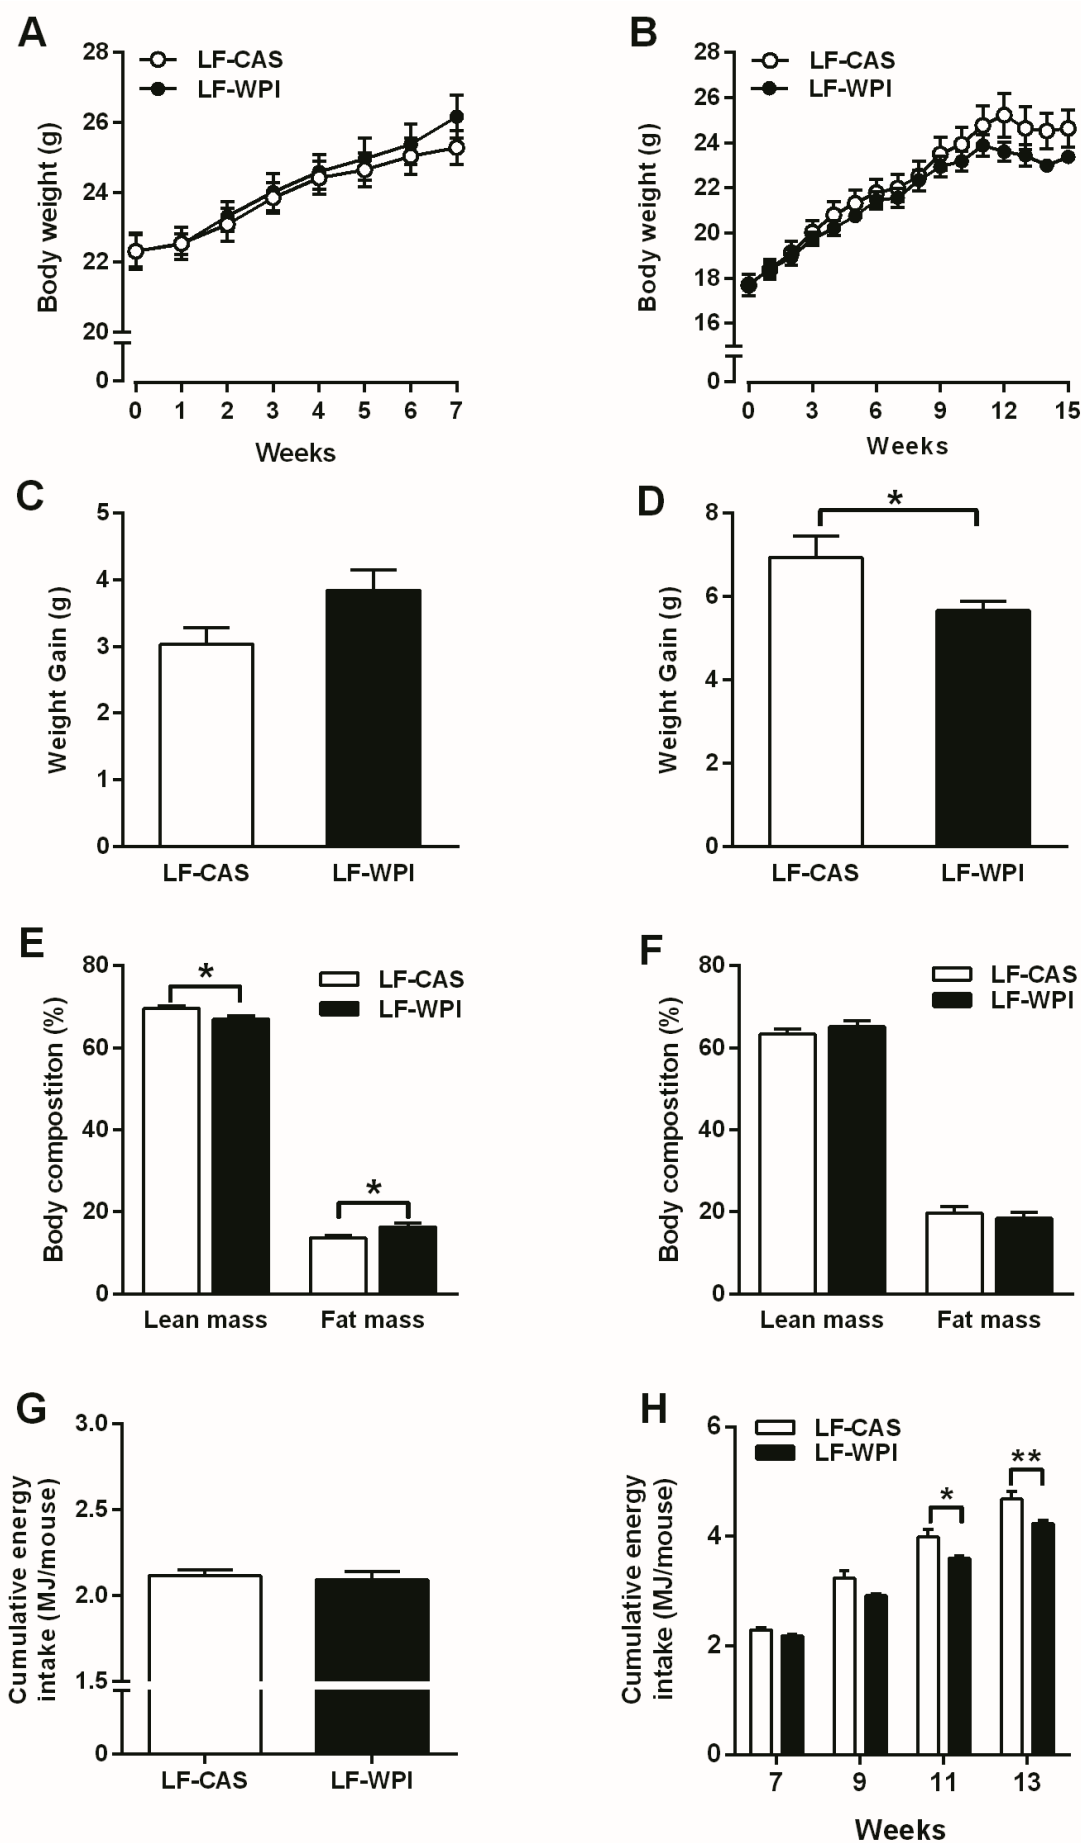 A
28
26
24
22
20
0
Body weight (g)
LF-CAS
LF-WPI
0 1 2 3 4 5 6 7
Weeks
B
28
26
24
22
20
18
16
0
Body weight (g)
LF-CAS
LF-WPI
0 3 6 9 12 15
Weeks
C
5
4
3
2
1
0
Weight Gain (g)
LF-CAS LF-WPI
D
8
6
4
2
0
Weight Gain (g)
*
LF-CAS LF-WPI
E
80
60
40
20
0
Body compostiton (%)
*
*
LF-CAS
LF-WPI
Lean mass Fat mass
F
80
60
40
20
0
Body compostiton (%)
LF-CAS
LF-WPI
Lean mass Fat mass
G
3.0
2.5
2.0
1.5
0
Cumulative energy
intake (MJ/mouse)
LF-CAS LF-WPI
H
6
4
2
0
Cumulative energy
intake (MJ/mouse)
LF-CAS
LF-WPI
*
**
7 9 11 13
Weeks